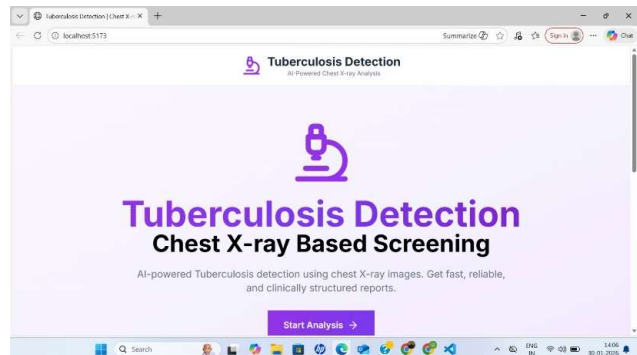 Tuberculosis Detection | Chest X-r
localhost:5173
Summarize
Sign in
Chat
Tuberculosis Detection
AI-Powered Chest X-ray Analysis
Tuberculosis Detection
Chest X-ray Based Screening
AI-powered Tuberculosis detection using chest X-ray images. Get fast, reliable,
and clinically structured reports.
Start Analysis →
Search
ENG
IN
14:06
30-01-2026